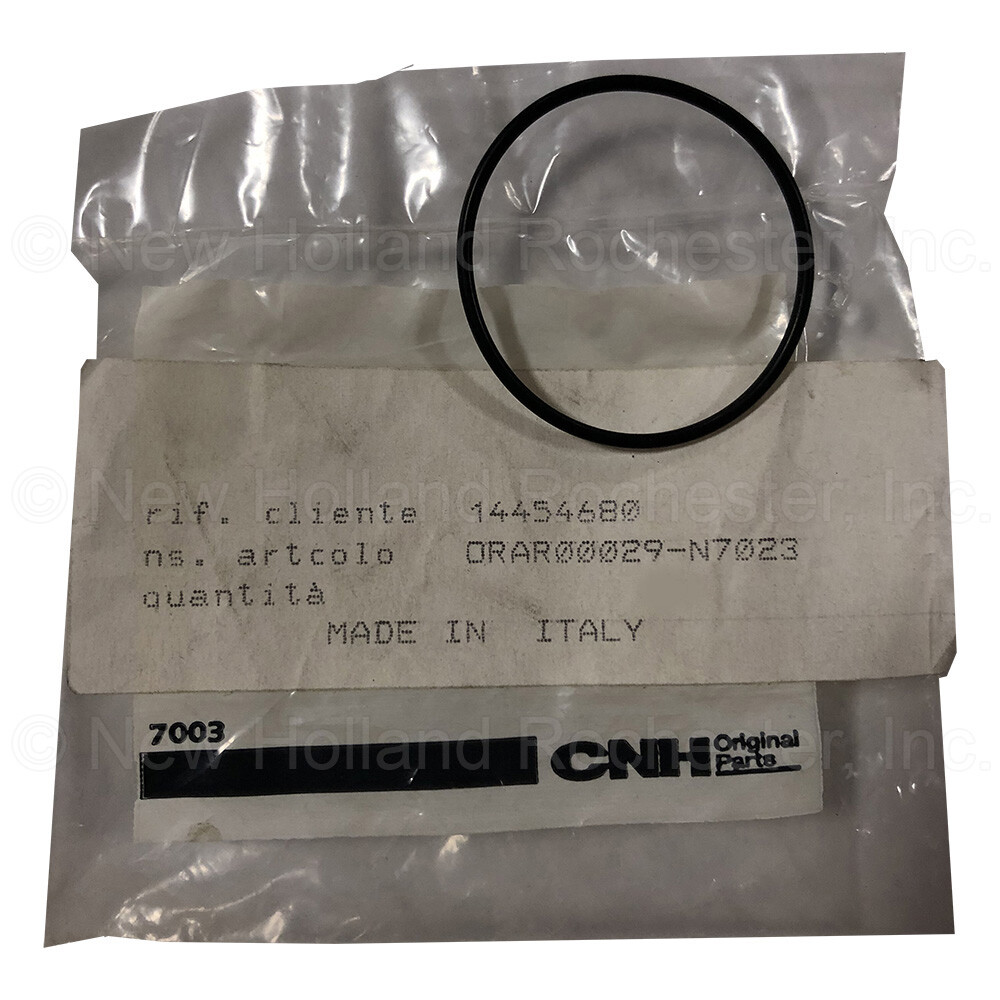 © New Holland Rochester, Inc.
© New Holland Rochester, Inc.
rif. cliente 14454680
ns. artcolo ORAR00029-N7023
quantità
MADE IN ITALY
© New Holland Rochester, Inc.
7003
CNH Original Parts